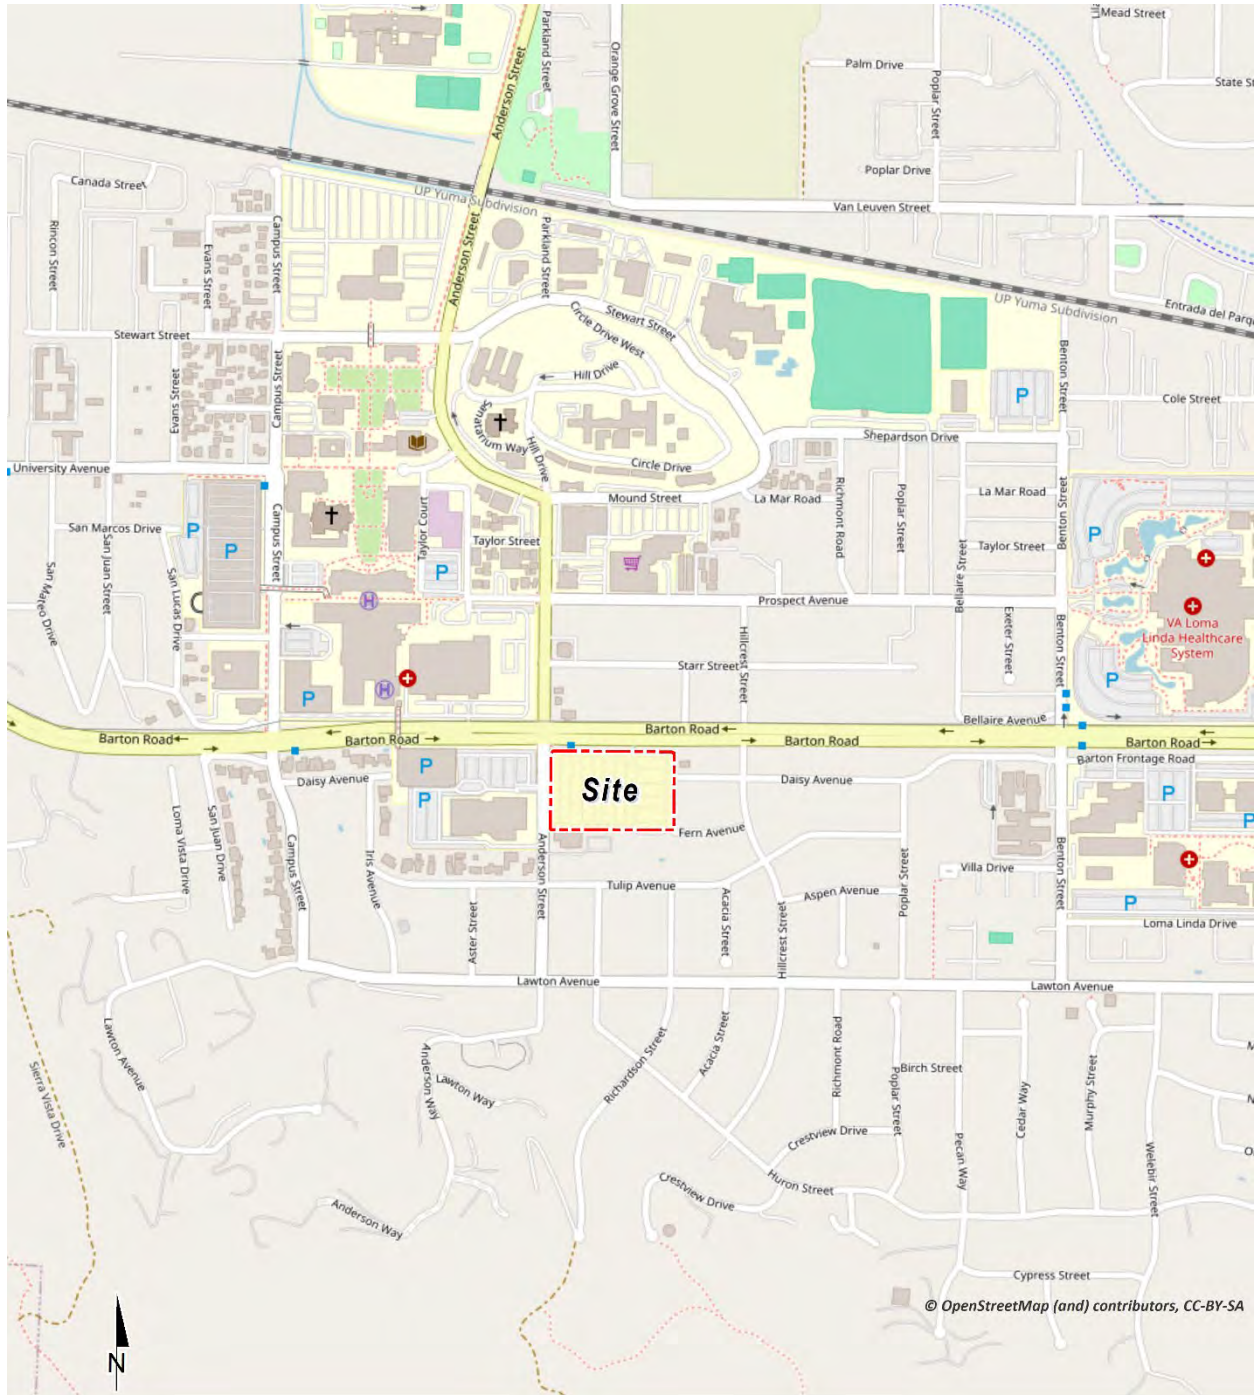 Mead Street
Parkland Street
Anderson Street
Orange Grove Street
Palm Drive
Poplar Street
State St
Poplar Drive
Canada Street
UP Yuma Subdivision
Van Leuven Street
Rincon Street
Evans Street
Campus Street
Anderson Street
Parkland Street
Stewart Street
Circle Drive West
UP Yuma Subdivision
Entrada del Parq
Stewart Street
Hill Drive
Benton Street
P
Cole Street
Evans Street
Campus Street
Sanatarium Way
Hill Drive
Circle Drive
Shepardson Drive
University Avenue
Mound Street
La Mar Road
Richmont Road
Poplar Street
La Mar Road
Benton Street
San Marcos Drive
P
P
Campus Street
Taylor Court
Taylor Street
P
Taylor Street
P
San Mateo Drive
San Juan Street
San Lucas Drive
H
Prospect Avenue
Bellaire Street
Exeter Street
Benton Street
VA Loma
Linda Healthcare
System
Hillcrest Street
Starr Street
P
H
P
Bellaire Avenue
Barton Road
Barton Road
Barton Road
Barton Road
Barton Road
Barton Frontage Road
Daisy Avenue
P
P
Site
Daisy Avenue
P
P
Loma Vista Drive
San Juan Drive
Campus Street
Iris Avenue
Anderson Street
Fern Avenue
Poplar Street
Villa Drive
Benton Street
Tulip Avenue
Aster Street
Acacia Street
Hillcrest Street
Aspen Avenue
P
Loma Linda Drive
Lawton Avenue
Lawton Avenue
Lawton Avenue
Sierra Vista Drive
Anderson Way
Lawton Way
Richardson Street
Acacia Street
Richmont Road
Poplar Street
Birch Street
Cedar Way
Murphy Street
Pecan Way
Welebir Street
Crestview Drive
Huron Street
Crestview Drive
Anderson Way
Cypress Street
© OpenStreetMap (and) contributors, CC-BY-SA
N